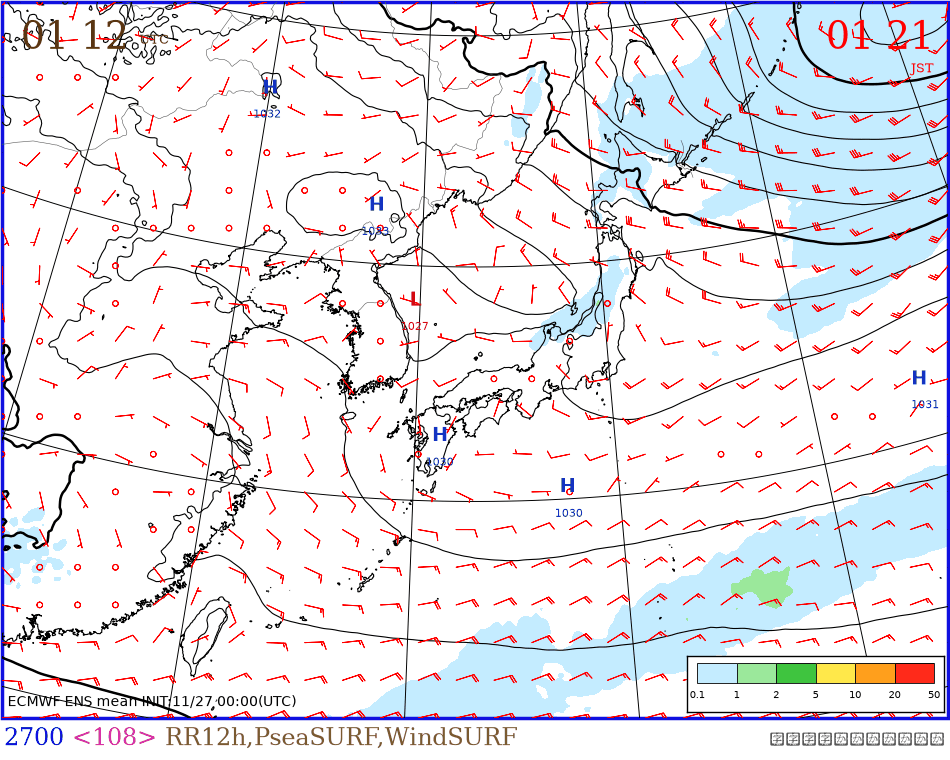 01 12 UTC
01 21
JST
H
1032
H
1033
L
1027
H
1031
H
1030
H
1030
0.1 1 2 5 10 20 50
ECMWF ENS mean INIT:11/27 00:00(UTC)
2700 <108> RR12h,PseaSURF,WindSURF